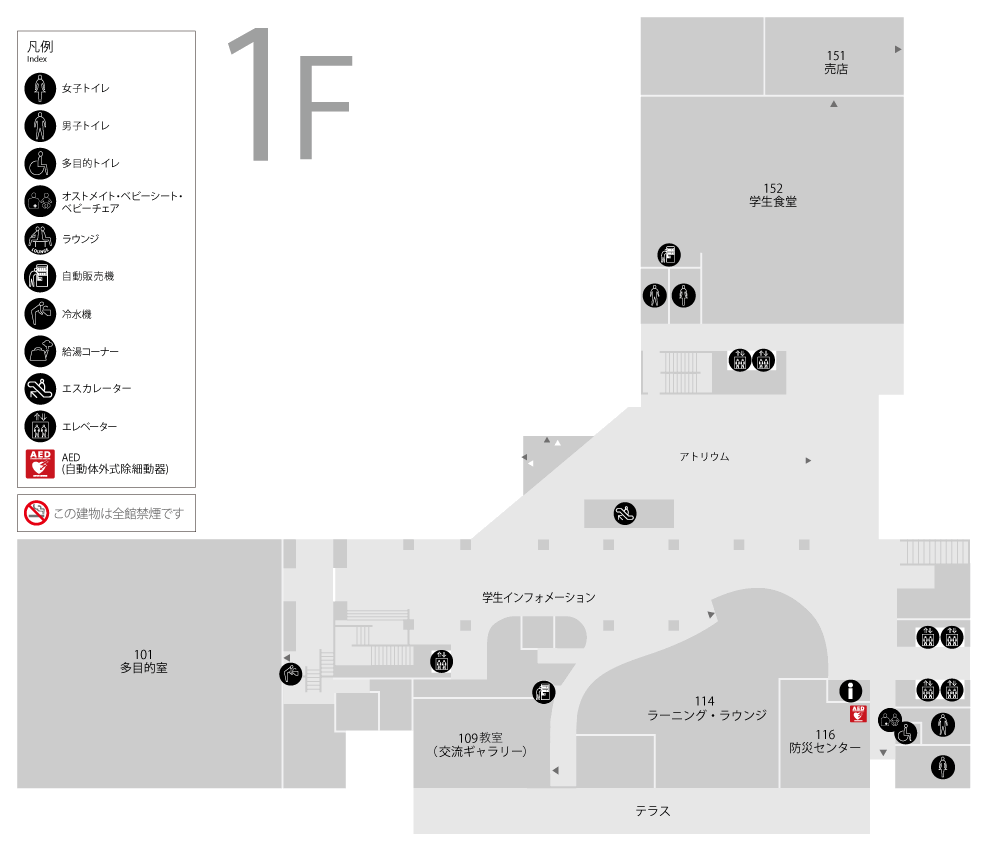 凡例
Index
女子トイレ
男子トイレ
多目的トイレ
オストメイト・ベビーシート・
ベビーチェア
ラウンジ
LOUNGE
自動販売機
冷水機
給湯コーナー
エスカレーター
エレベーター
AED
AED
(自動体外式除細動器)
この建物は全館禁煙です
1F
151
売店
152
学生食堂
アトリウム
学生インフォメーション
101
多目的室
109教室
(交流ギャラリー)
114
ラーニング・ラウンジ
116
防災センター
AED
テラス